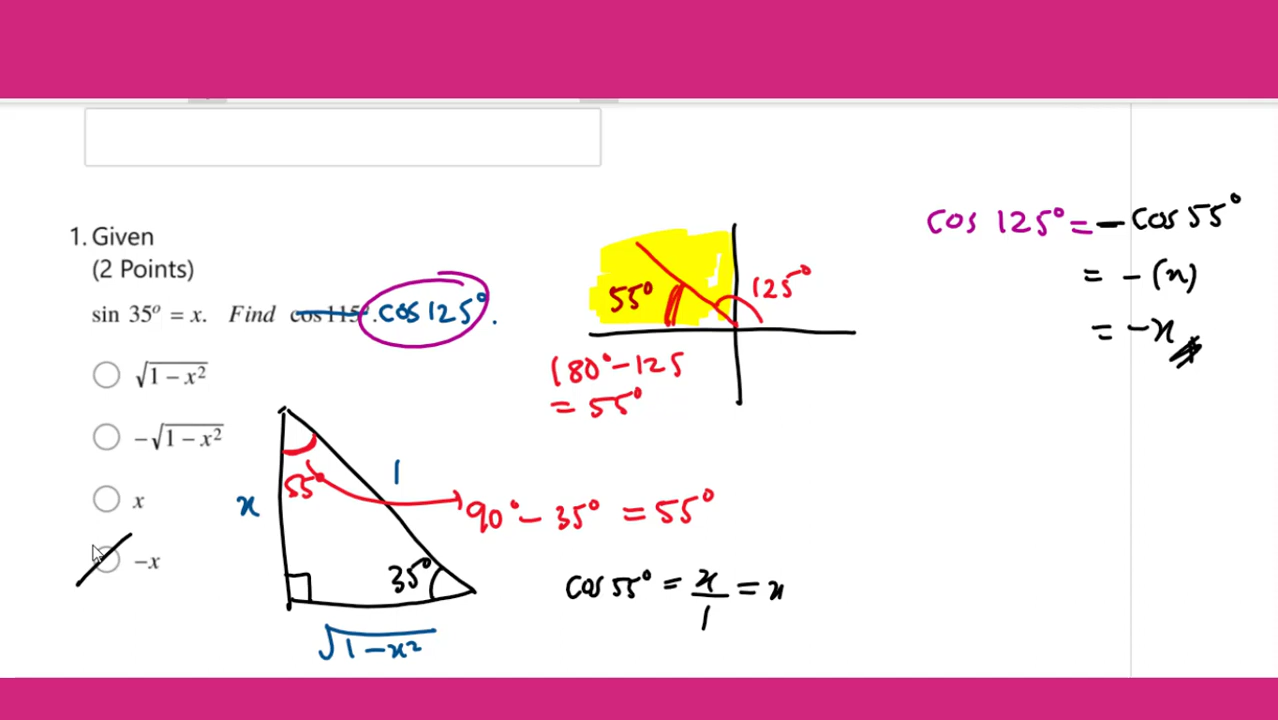 1. Given
(2 Points)
sin 35° = x. Find cos 115°. cos 125°.
√1 − x²
−√1 − x²
x
−x
55°
125°
180° − 125
= 55°
cos 125° = − cos 55°
= − (x)
= − x
x
1
55°
90° − 35° = 55°
35°
√1 − x²
cos 55° = x/1 = x